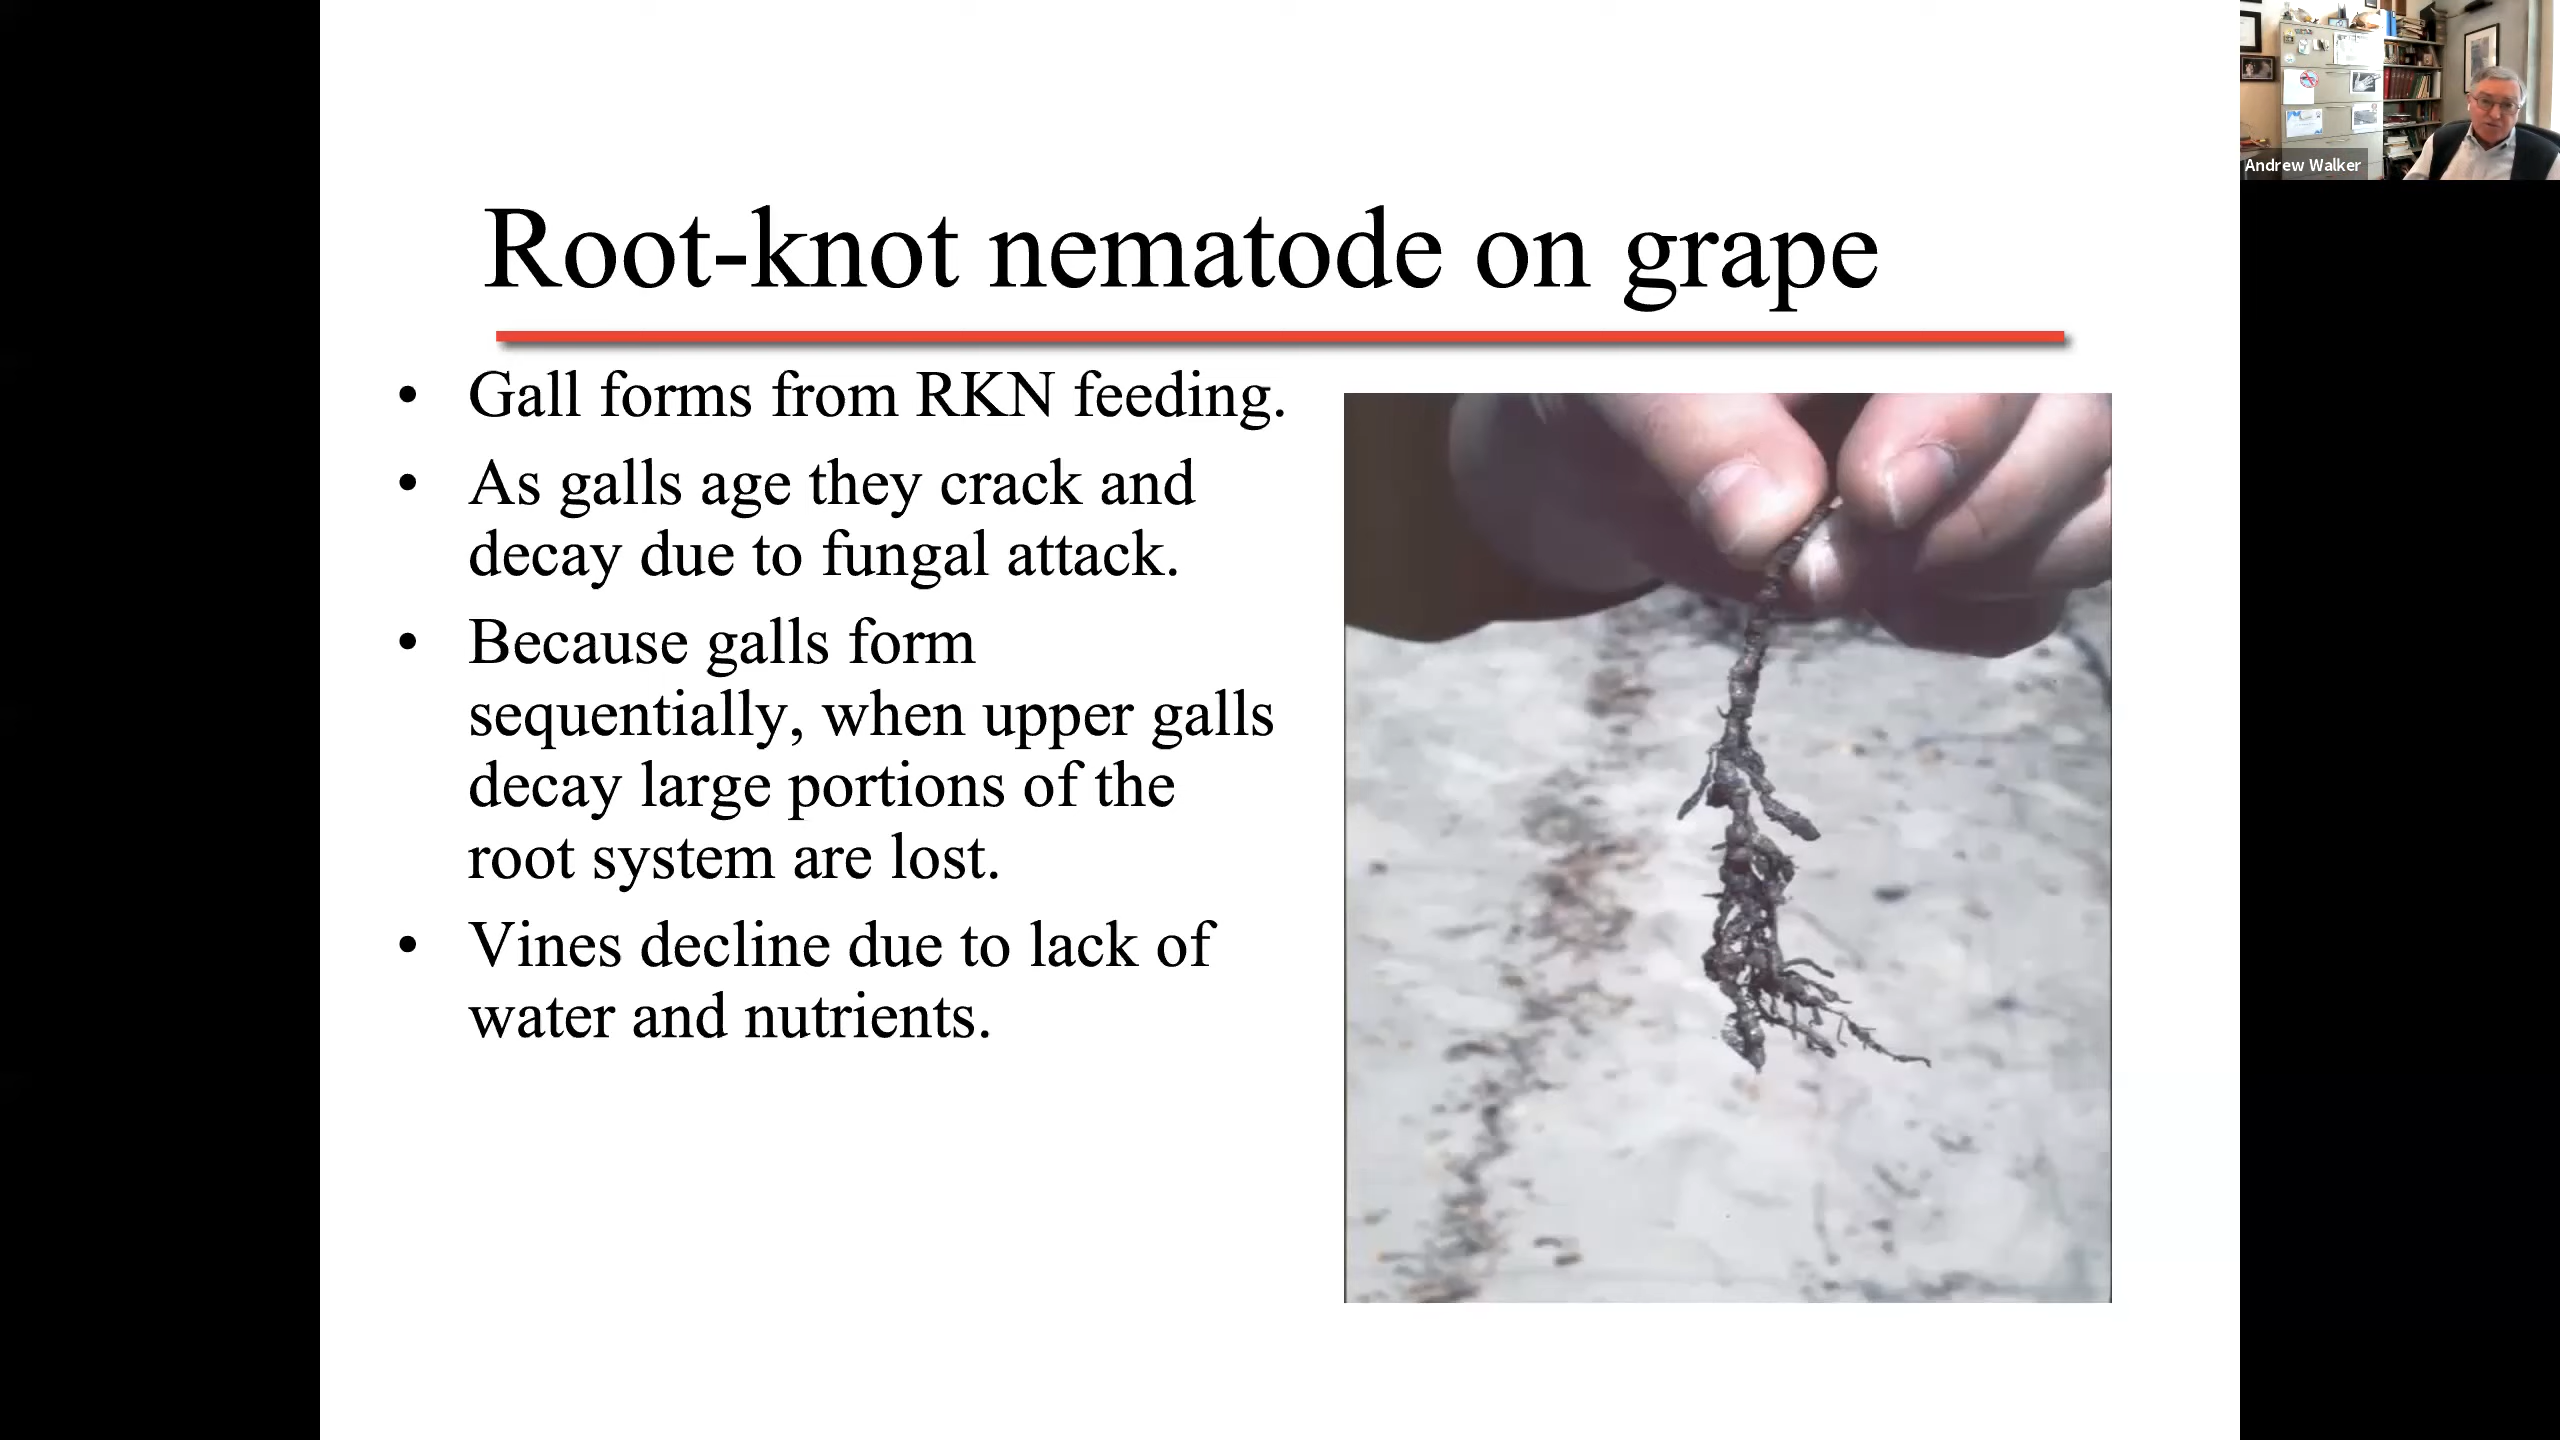 Andrew Walker
Root-knot nematode on grape
• Gall forms from RKN feeding.
• As galls age they crack and
decay due to fungal attack.
• Because galls form
sequentially, when upper galls
decay large portions of the
root system are lost.
• Vines decline due to lack of
water and nutrients.